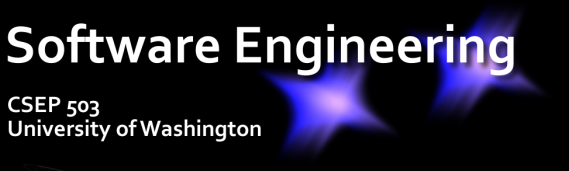 Software Engineering
CSEP 503
University of Washington